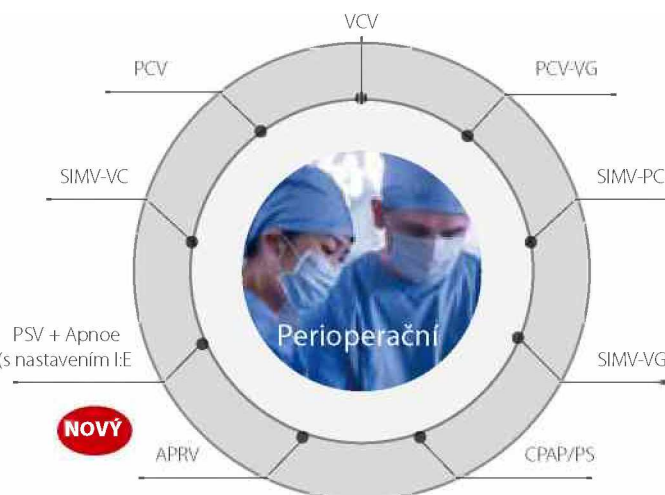 VCV
PCV
PCV-VG
SIMV-VC
SIMV-PC
PSV + Apnoe
(s nastavením I:E
SIMV-VG
Perioperační
NOVÝ
APRV
CPAP/PS